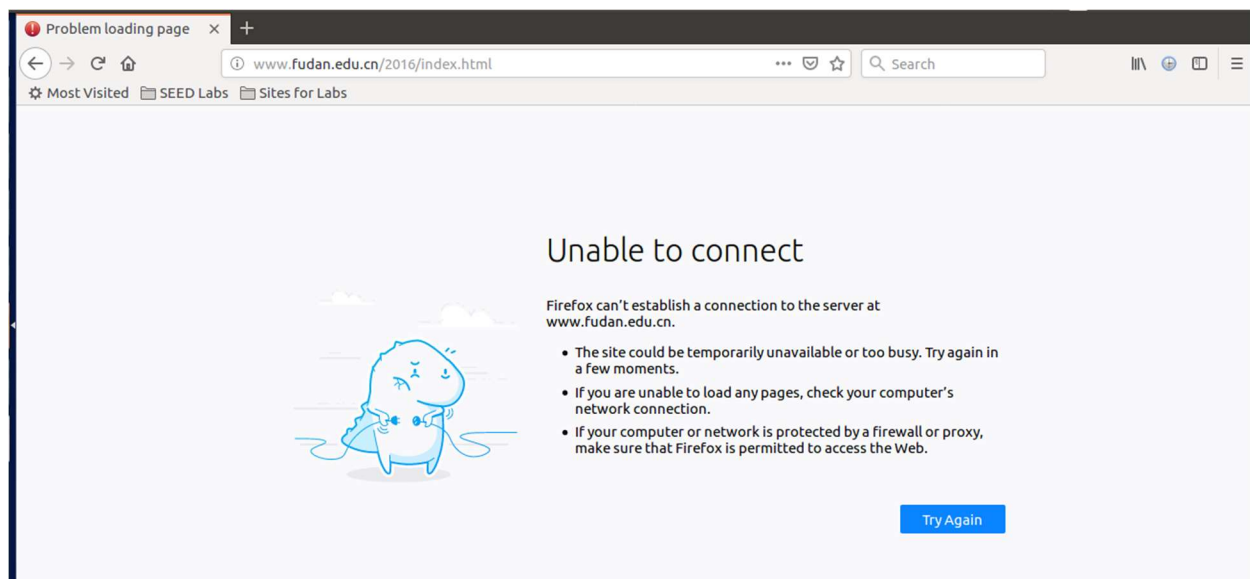 Problem loading page
www.fudan.edu.cn/2016/index.html
Search
Most Visited SEED Labs Sites for Labs
Unable to connect
Firefox can’t establish a connection to the server at
www.fudan.edu.cn.
• The site could be temporarily unavailable or too busy. Try again in
a few moments.
• If you are unable to load any pages, check your computer’s
network connection.
• If your computer or network is protected by a firewall or proxy,
make sure that Firefox is permitted to access the Web.
Try Again